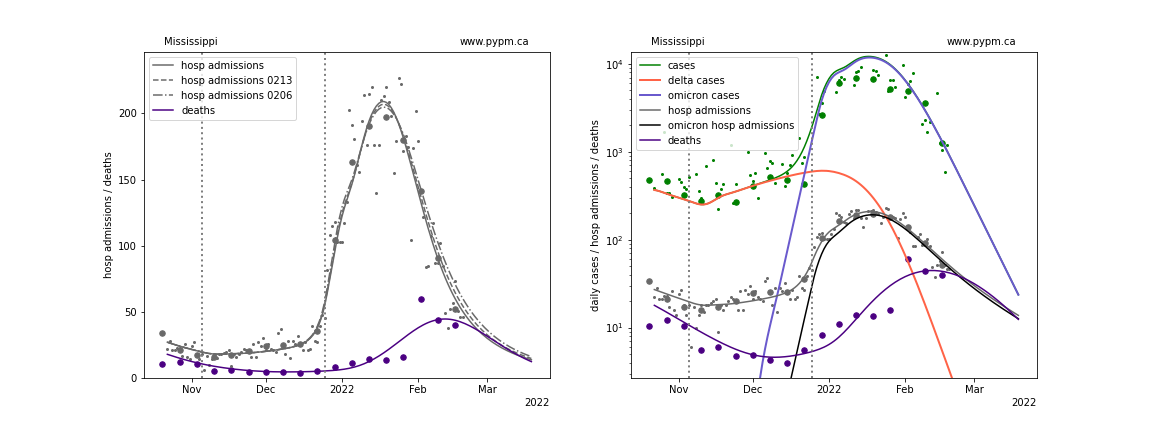 Mississippi
www.pypm.ca
hosp admissions
hosp admissions 0213
hosp admissions 0206
deaths
hosp admissions / deaths
200
150
100
50
0
Nov
Dec
2022
Feb
Mar
2022
Mississippi
www.pypm.ca
cases
delta cases
omicron cases
hosp admissions
omicron hosp admissions
deaths
daily cases / hosp admissions / deaths
10⁴
10³
10²
10¹
Nov
Dec
2022
Feb
Mar
2022